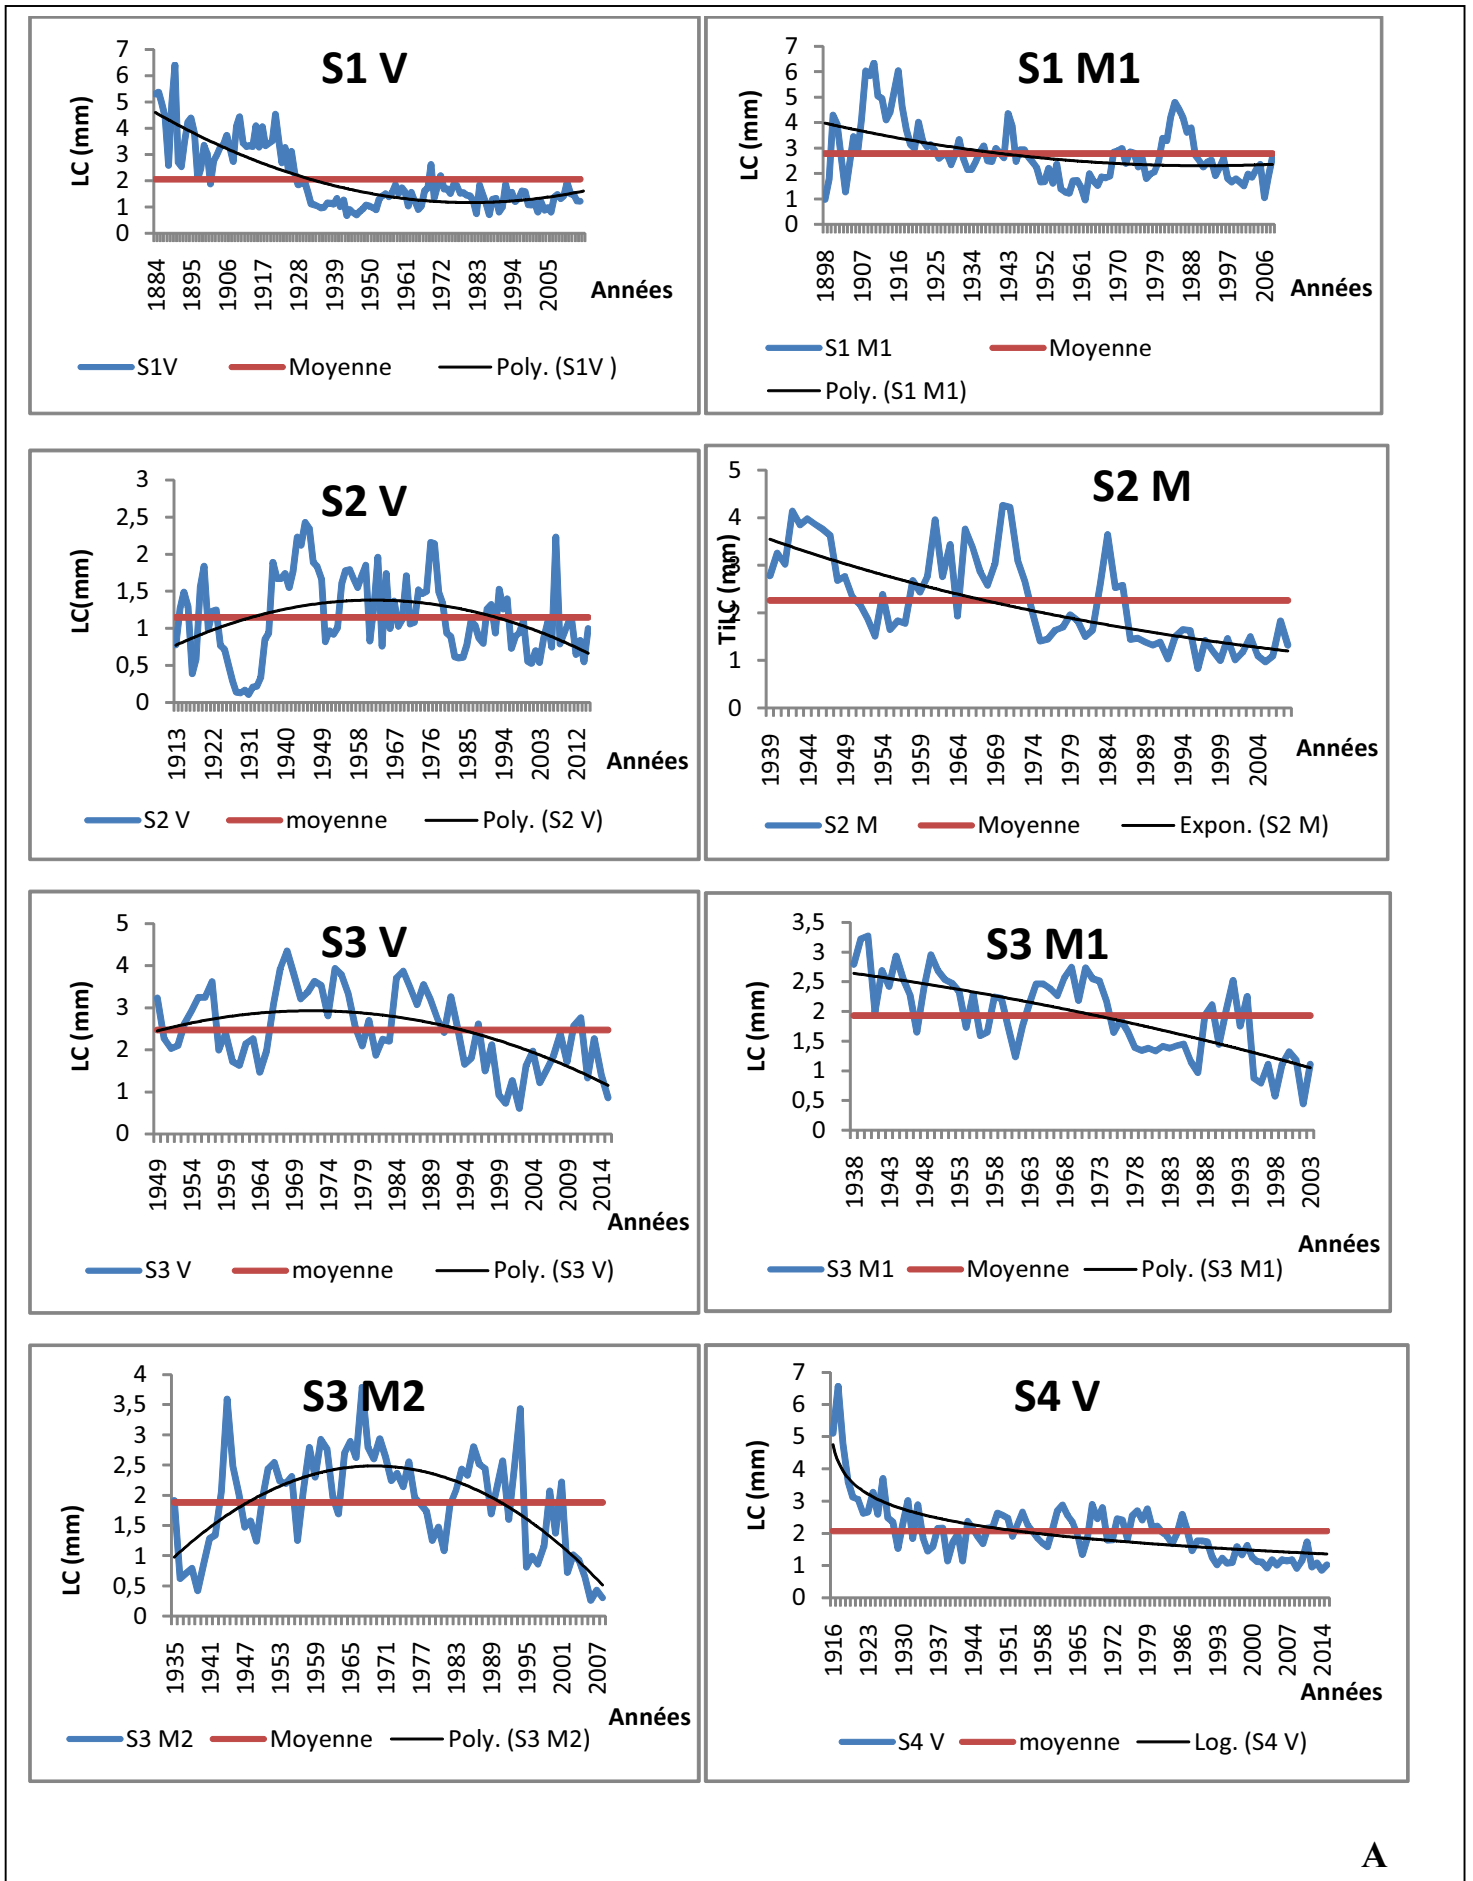 S1 V
LC (mm)
7
6
5
4
3
2
1
0
1884 1895 1906 1917 1928 1939 1950 1961 1972 1983 1994 2005
Années
S1V Moyenne Poly. (S1V )
S1 M1
LC (mm)
7
6
5
4
3
2
1
0
1898 1907 1916 1925 1934 1943 1952 1961 1970 1979 1988 1997 2006
Années
S1 M1 Moyenne
Poly. (S1 M1)
S2 V
LC(mm)
3
2,5
2
1,5
1
0,5
0
1913 1922 1931 1940 1949 1958 1967 1976 1985 1994 2003 2012
Années
S2 V moyenne Poly. (S2 V)
S2 M
TiLC (mm)
5
4
3
2
1
0
1939 1944 1949 1954 1959 1964 1969 1974 1979 1984 1989 1994 1999 2004
Années
S2 M Moyenne Expon. (S2 M)
S3 V
LC (mm)
5
4
3
2
1
0
1949 1954 1959 1964 1969 1974 1979 1984 1989 1994 1999 2004 2009 2014
Années
S3 V moyenne Poly. (S3 V)
S3 M1
LC (mm)
3,5
3
2,5
2
1,5
1
0,5
0
1938 1943 1948 1953 1958 1963 1968 1973 1978 1983 1988 1993 1998 2003
Années
S3 M1 Moyenne Poly. (S3 M1)
S3 M2
LC (mm)
4
3,5
3
2,5
2
1,5
1
0,5
0
1935 1941 1947 1953 1959 1965 1971 1977 1983 1989 1995 2001 2007
Années
S3 M2 Moyenne Poly. (S3 M2)
S4 V
LC (mm)
7
6
5
4
3
2
1
0
1916 1923 1930 1937 1944 1951 1958 1965 1972 1979 1986 1993 2000 2007 2014
Années
S4 V moyenne Log. (S4 V)
A